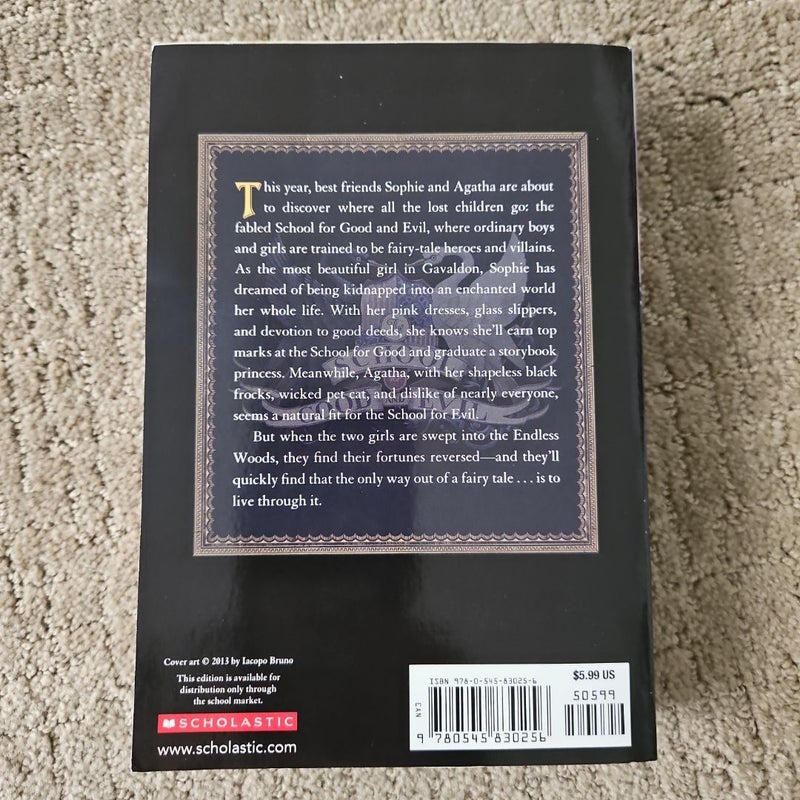 This year, best friends Sophie and Agatha are about
to discover where all the lost children go: the
fabled School for Good and Evil, where ordinary boys
and girls are trained to be fairy-tale heroes and villains.
As the most beautiful girl in Gavaldon, Sophie has
dreamed of being kidnapped into an enchanted world
her whole life. With her pink dresses, glass slippers,
and devotion to good deeds, she knows she'll earn top
marks at the School for Good and graduate a storybook
princess. Meanwhile, Agatha, with her shapeless black
frocks, wicked pet cat, and dislike of nearly everyone,
seems a natural fit for the School for Evil.
But when the two girls are swept into the Endless
Woods, they find their fortunes reversed—and they'll
quickly find that the only way out of a fairy tale . . . is to
live through it.
Cover art © 2013 by Iacopo Bruno
This edition is available for
distribution only through
the school market.
SCHOLASTIC
www.scholastic.com
ISBN 978-0-545-83025-6
$5.99 US
50599
EAN
9 780545 830256